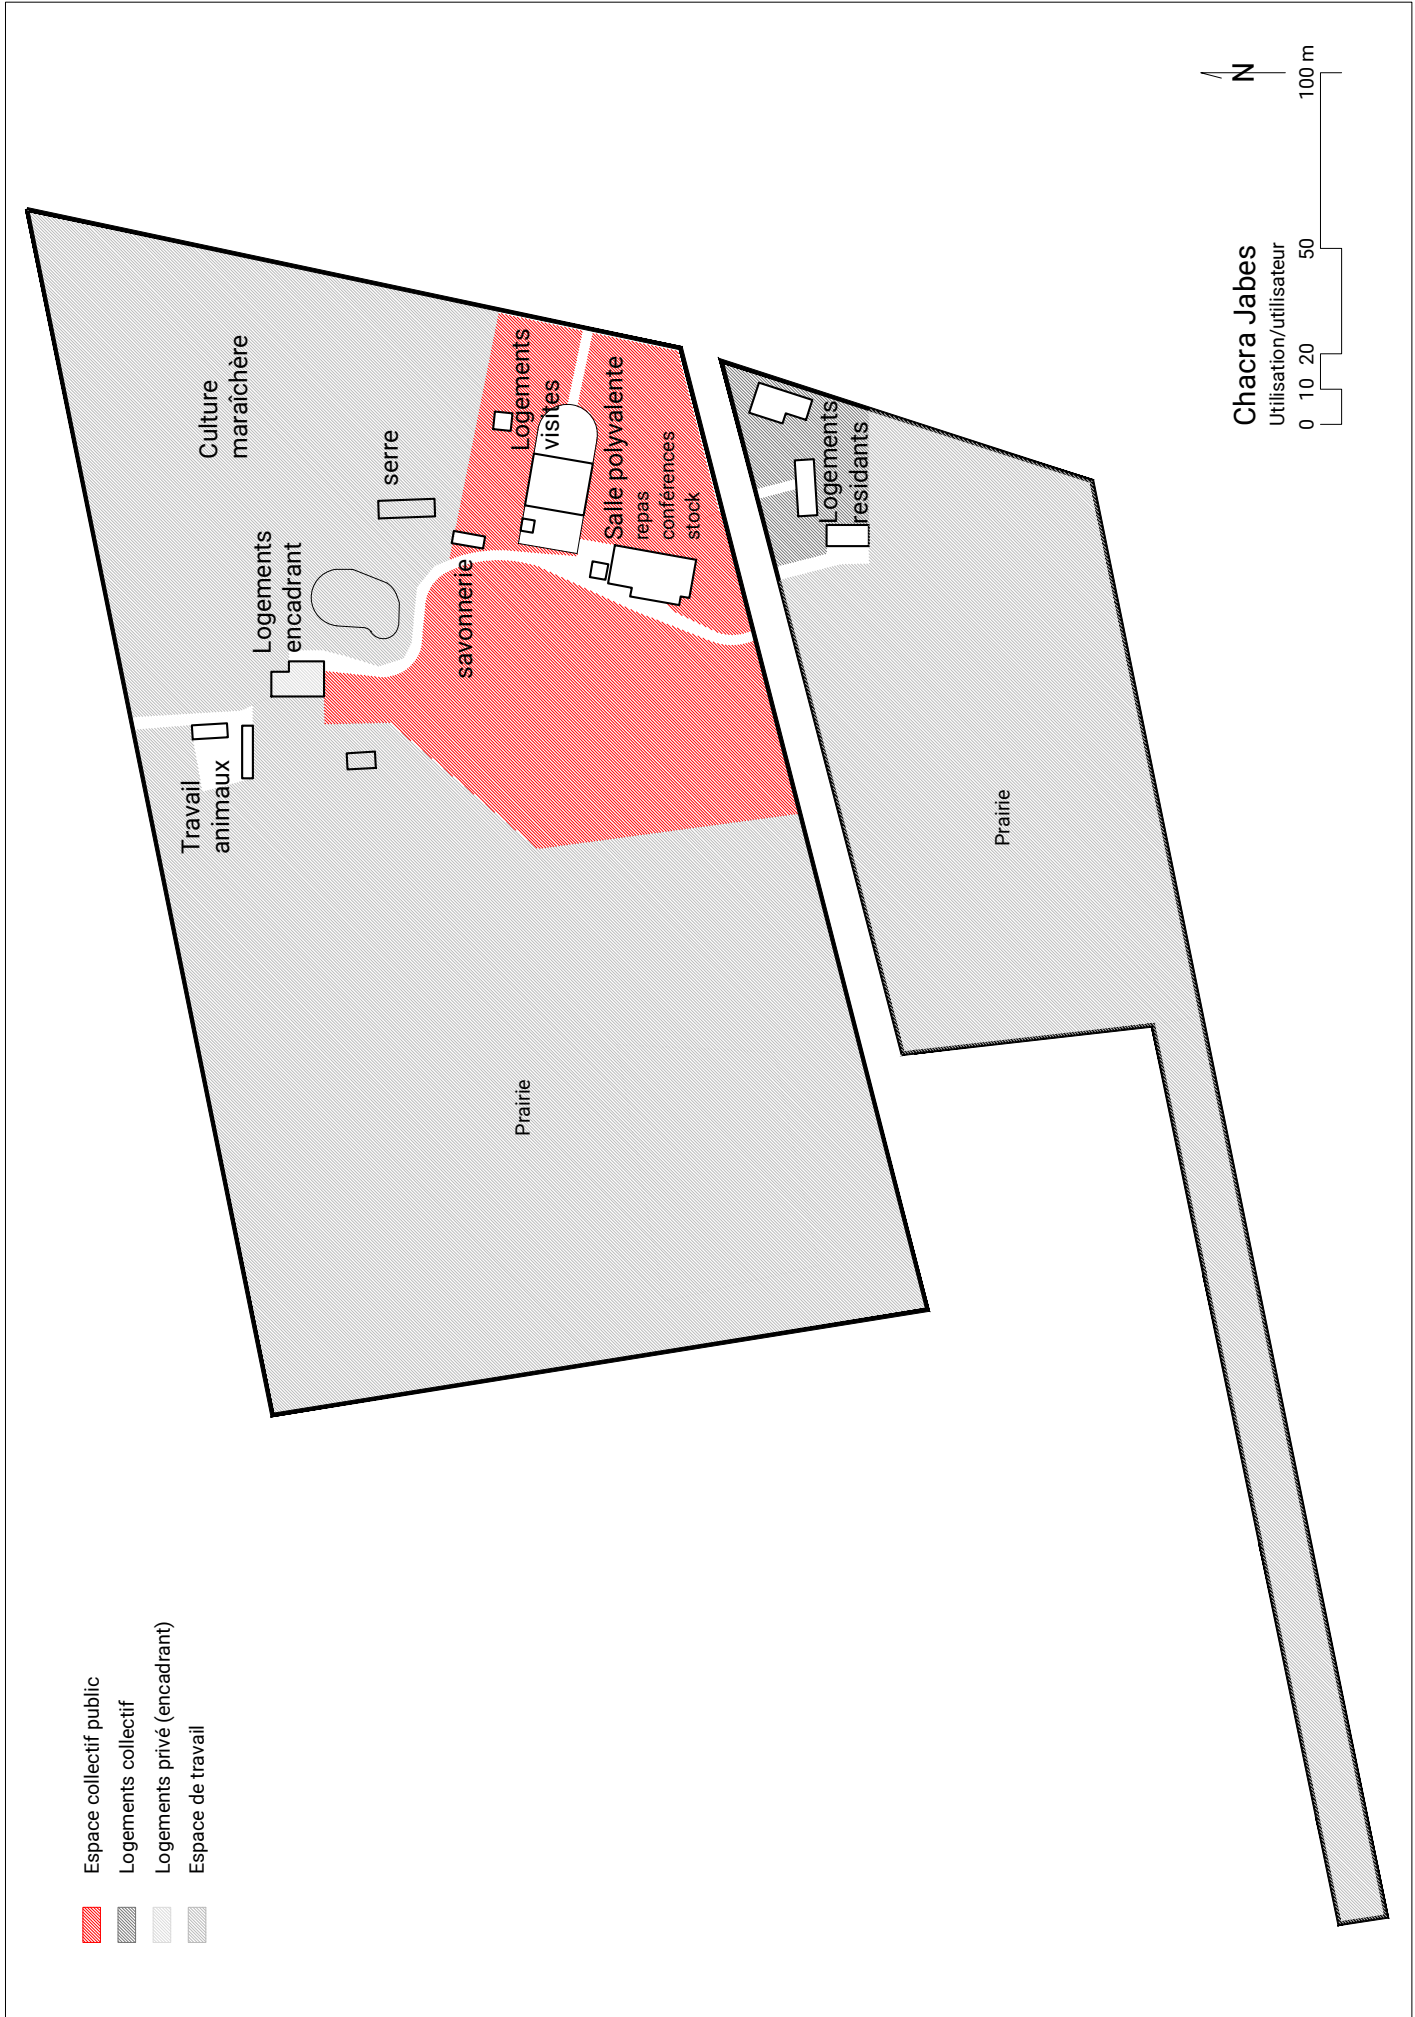 Espace collectif public
Logements collectif
Logements privé (encadrant)
Espace de travail
Travail
animaux
Logements
encadrant
Culture
maraîchère
serre
savonnerie
Logements
visites
Salle polyvalente
repas
conférences
stock
Logements
residants
Prairie
Prairie
N
Chacra Jabes
Utilisation/utilisateur
0 10 20 50 100 m